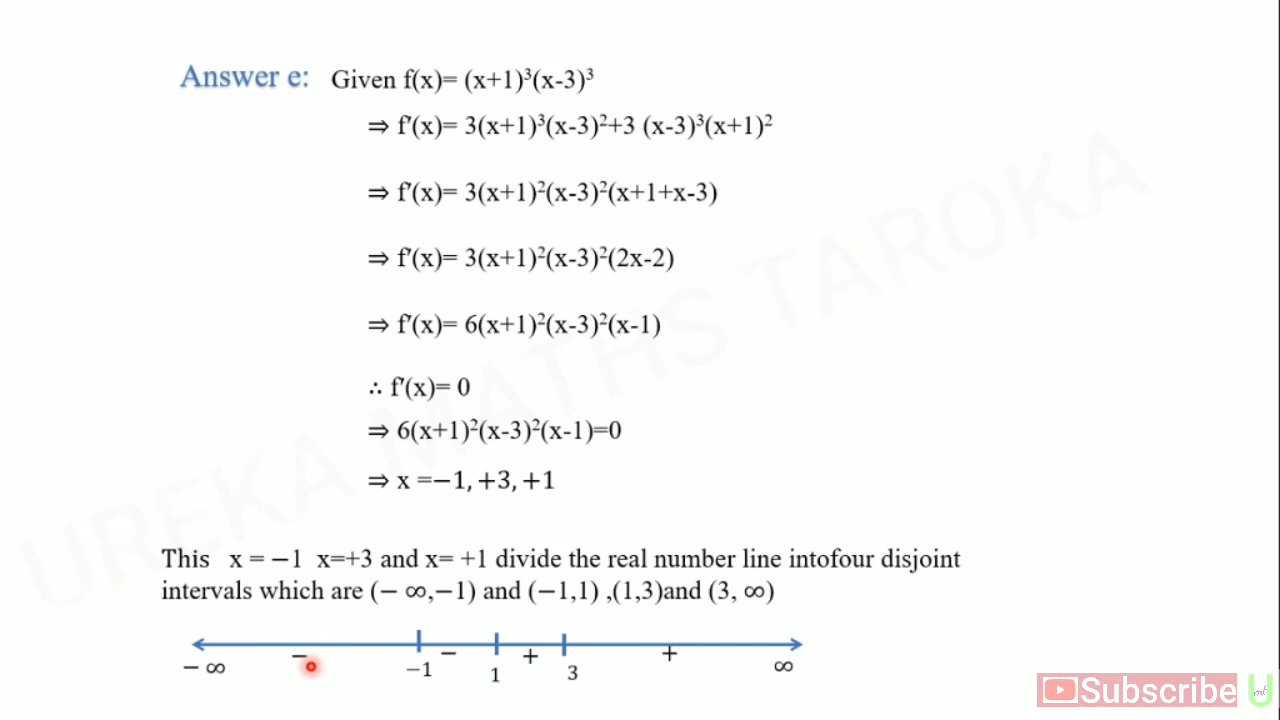 Answer e: Given f(x)= (x+1)³(x-3)³
⇒ f'(x)= 3(x+1)³(x-3)²+3 (x-3)³(x+1)²
⇒ f'(x)= 3(x+1)²(x-3)²(x+1+x-3)
⇒ f'(x)= 3(x+1)²(x-3)²(2x-2)
⇒ f'(x)= 6(x+1)²(x-3)²(x-1)
∴ f'(x)= 0
⇒ 6(x+1)²(x-3)²(x-1)=0
⇒ x =−1, +3, +1
This x = −1 x=+3 and x= +1 divide the real number line intofour disjoint
intervals which are (− ∞,−1) and (−1,1) ,(1,3)and (3, ∞)
− − + +
− ∞ −1 1 3 ∞
UREKA MATHS TAROKA
Subscribe U mt